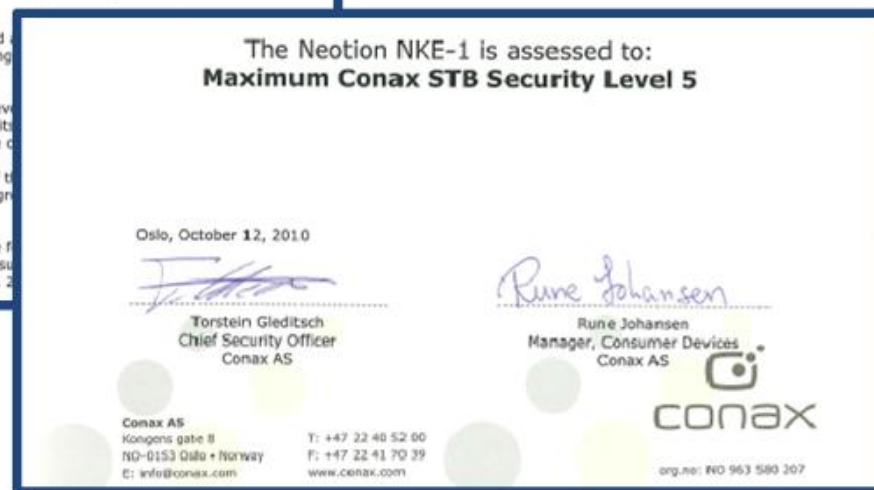 The Neotion NKE-1 is assessed to:
Maximum Conax STB Security Level 5
Oslo, October 12, 2010
Rune Johansen
Torstein Gleditsch
Chief Security Officer
Conax AS
Rune Johansen
Manager, Consumer Devices
Conax AS
conax
Conax AS
Kongens gate 8
NO-0153 Oslo • Norway
E: info@conax.com
T: +47 22 40 52 00
F: +47 22 41 70 39
www.conax.com
org.no: NO 963 580 207